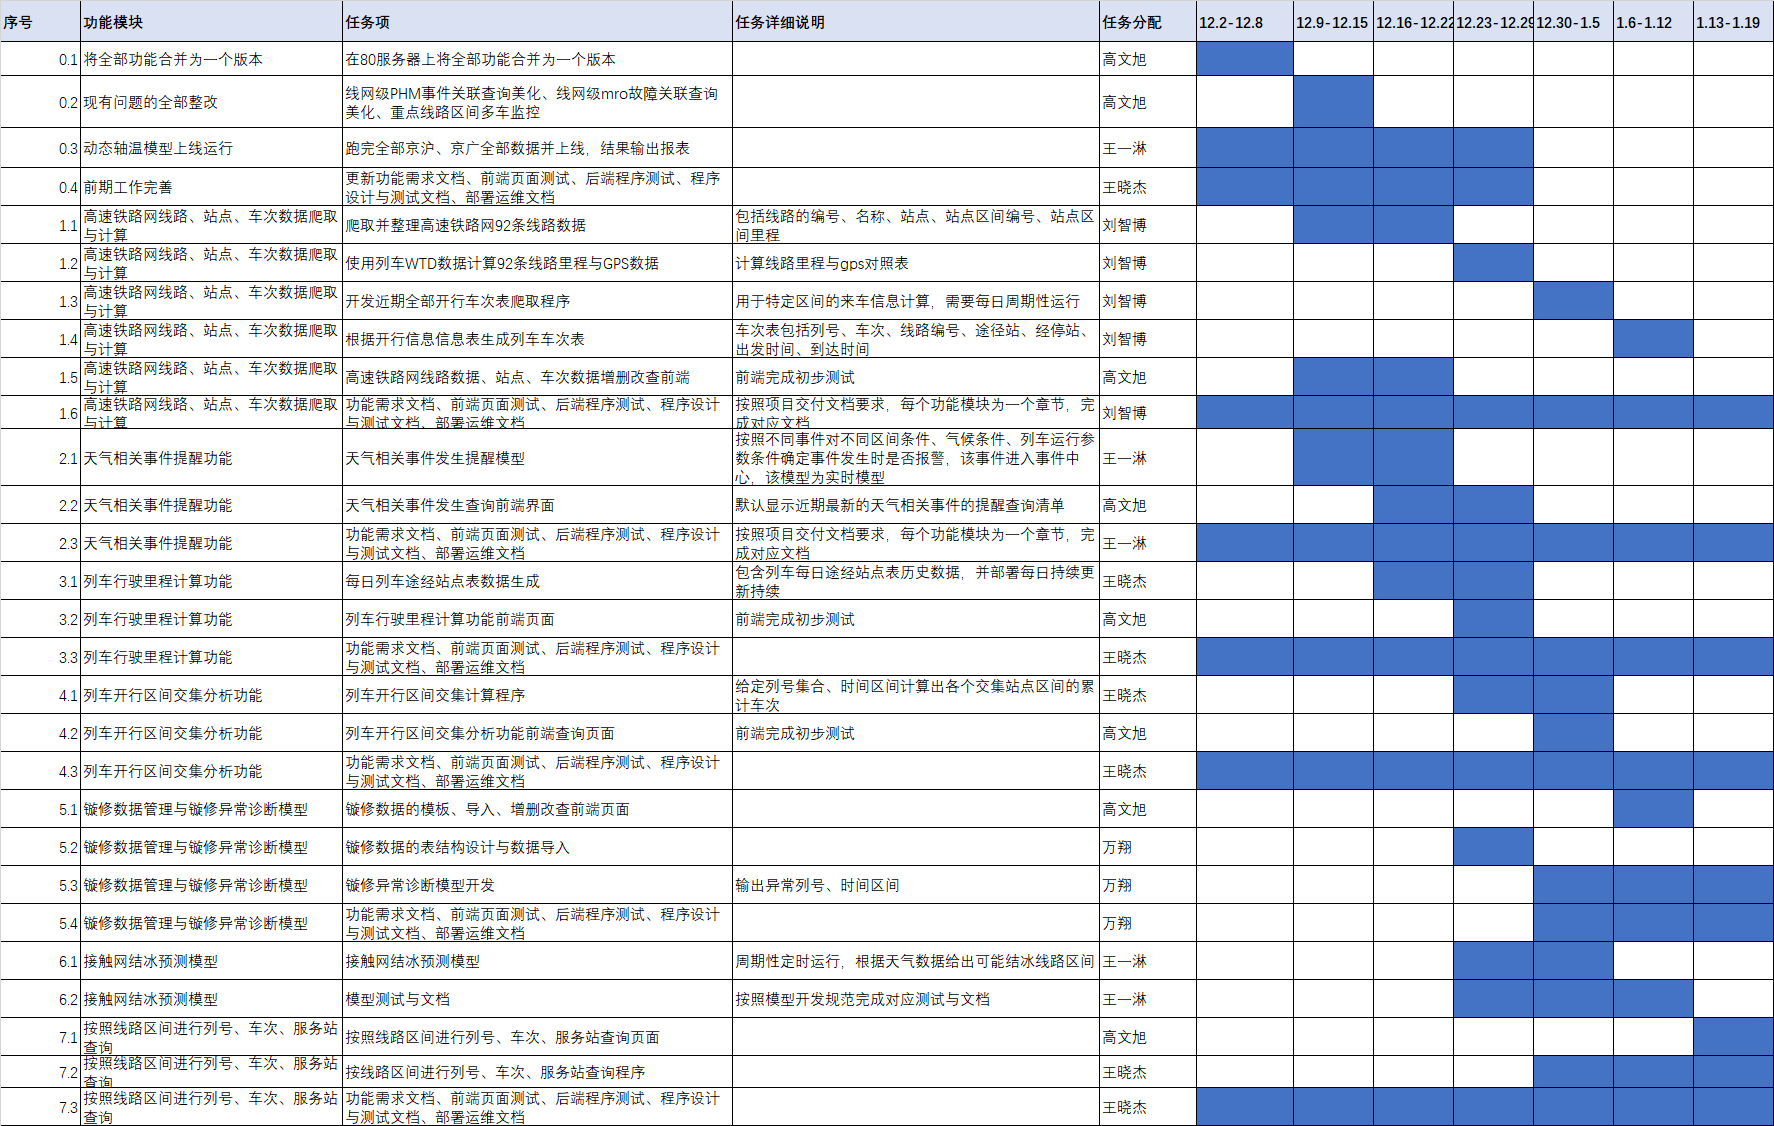 序号 功能模块 任务项 任务详细说明 任务分配 12.2-12.8 12.9-12.15 12.16-12.22 12.23-12.29 12.30-1.5 1.6-1.12 1.13-1.19
0.1 将全部功能合并为一个版本 在80服务器上将全部功能合并为一个版本 高文旭
0.2 现有问题的全部整改 线网级PHM事件关联查询美化、线网级mro故障关联查询
美化、重点线路区间多车监控 高文旭
0.3 动态轴温模型上线运行 跑完全部京沪、京广全部数据并上线，结果输出报表 王一淋
0.4 前期工作完善 更新功能需求文档、前端页面测试、后端程序测试、程序
设计与测试文档、部署运维文档 王晓杰
1.1 高速铁路网线路、站点、车次数据爬取
与计算 爬取并整理高速铁路网92条线路数据 包括线路的编号、名称、站点、站点区间编号、站点区
间里程 刘智博
1.2 高速铁路网线路、站点、车次数据爬取
与计算 使用列车WTD数据计算92条线路里程与GPS数据 计算线路里程与gps对照表 刘智博
1.3 高速铁路网线路、站点、车次数据爬取
与计算 开发近期全部开行车次表爬取程序 用于特定区间的来车信息计算，需要每日周期性运行 刘智博
1.4 高速铁路网线路、站点、车次数据爬取
与计算 根据开行信息信息表生成列车车次表 车次表包括列号、车次、线路编号、途径站、经停站、
出发时间、到达时间 刘智博
1.5 高速铁路网线路、站点、车次数据爬取
与计算 高速铁路网线路数据、站点、车次数据增删改查前端 前端完成初步测试 高文旭
1.6 高速铁路网线路、站点、车次数据爬取
与计算 功能需求文档、前端页面测试、后端程序测试、程序设计
与测试文档、部署运维文档 按照项目交付文档要求，每个功能模块为一个章节，完
成对应文档 刘智博
2.1 天气相关事件提醒功能 天气相关事件发生提醒模型 按照不同事件对不同区间条件、气候条件、列车运行参
数条件确定事件发生时是否报警，该事件进入事件中
心，该模型为实时模型 王一淋
2.2 天气相关事件提醒功能 天气相关事件发生查询前端界面 默认显示近期最新的天气相关事件的提醒查询清单 高文旭
2.3 天气相关事件提醒功能 功能需求文档、前端页面测试、后端程序测试、程序设计
与测试文档、部署运维文档 按照项目交付文档要求，每个功能模块为一个章节，完
成对应文档 王一淋
3.1 列车行驶里程计算功能 每日列车途经站点表数据生成 包含列车每日途经站点表历史数据，并部署每日持续更
新持续 王晓杰
3.2 列车行驶里程计算功能 列车行驶里程计算功能前端页面 前端完成初步测试 高文旭
3.3 列车行驶里程计算功能 功能需求文档、前端页面测试、后端程序测试、程序设计
与测试文档、部署运维文档 王晓杰
4.1 列车开行区间交集分析功能 列车开行区间交集计算程序 给定列号集合、时间区间计算出各个交集站点区间的累
计车次 王晓杰
4.2 列车开行区间交集分析功能 列车开行区间交集分析功能前端查询页面 前端完成初步测试 高文旭
4.3 列车开行区间交集分析功能 功能需求文档、前端页面测试、后端程序测试、程序设计
与测试文档、部署运维文档 王晓杰
5.1 镟修数据管理与镟修异常诊断模型 镟修数据的模板、导入、增删改查前端页面 高文旭
5.2 镟修数据管理与镟修异常诊断模型 镟修数据的表结构设计与数据导入 万翔
5.3 镟修数据管理与镟修异常诊断模型 镟修异常诊断模型开发 输出异常列号、时间区间 万翔
5.4 镟修数据管理与镟修异常诊断模型 功能需求文档、前端页面测试、后端程序测试、程序设计
与测试文档、部署运维文档 万翔
6.1 接触网结冰预测模型 接触网结冰预测模型 周期性定时运行，根据天气数据给出可能结冰线路区间 王一淋
6.2 接触网结冰预测模型 模型测试与文档 按照模型开发规范完成对应测试与文档 王一淋
7.1 按照线路区间进行列号、车次、服务站
查询 按照线路区间进行列号、车次、服务站查询页面 高文旭
7.2 按照线路区间进行列号、车次、服务站
查询 按线路区间进行列号、车次、服务站查询程序 王晓杰
7.3 按照线路区间进行列号、车次、服务站
查询 功能需求文档、前端页面测试、后端程序测试、程序设计
与测试文档、部署运维文档 王晓杰